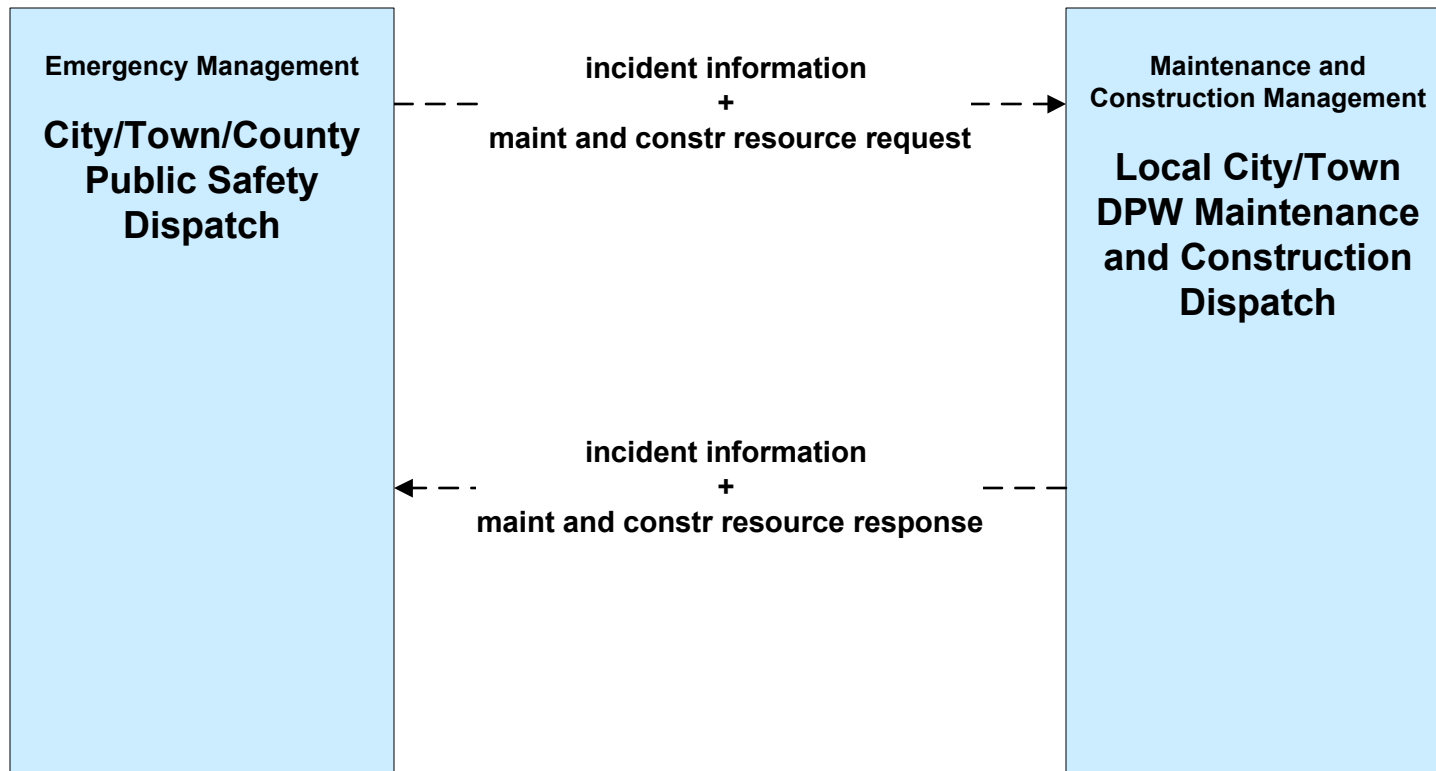 Emergency Management
City/Town/County
Public Safety
Dispatch
incident information
+
maint and constr resource request
Maintenance and
Construction Management
Local City/Town
DPW Maintenance
and Construction
Dispatch
incident information
+
maint and constr resource response